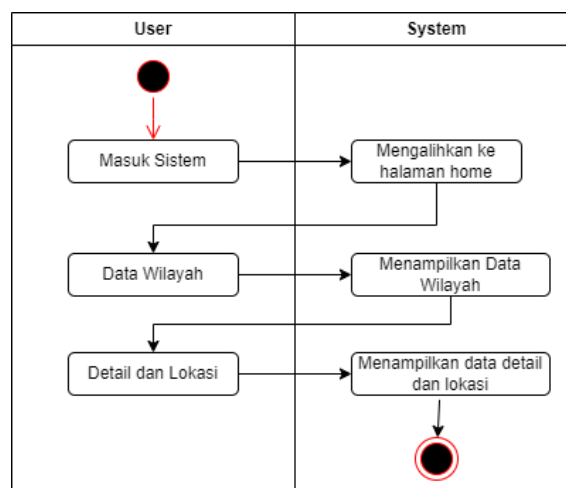 User
System
Masuk Sistem
Mengalihkan ke
halaman home
Data Wilayah
Menampilkan Data
Wilayah
Detail dan Lokasi
Menampilkan data detail
dan lokasi